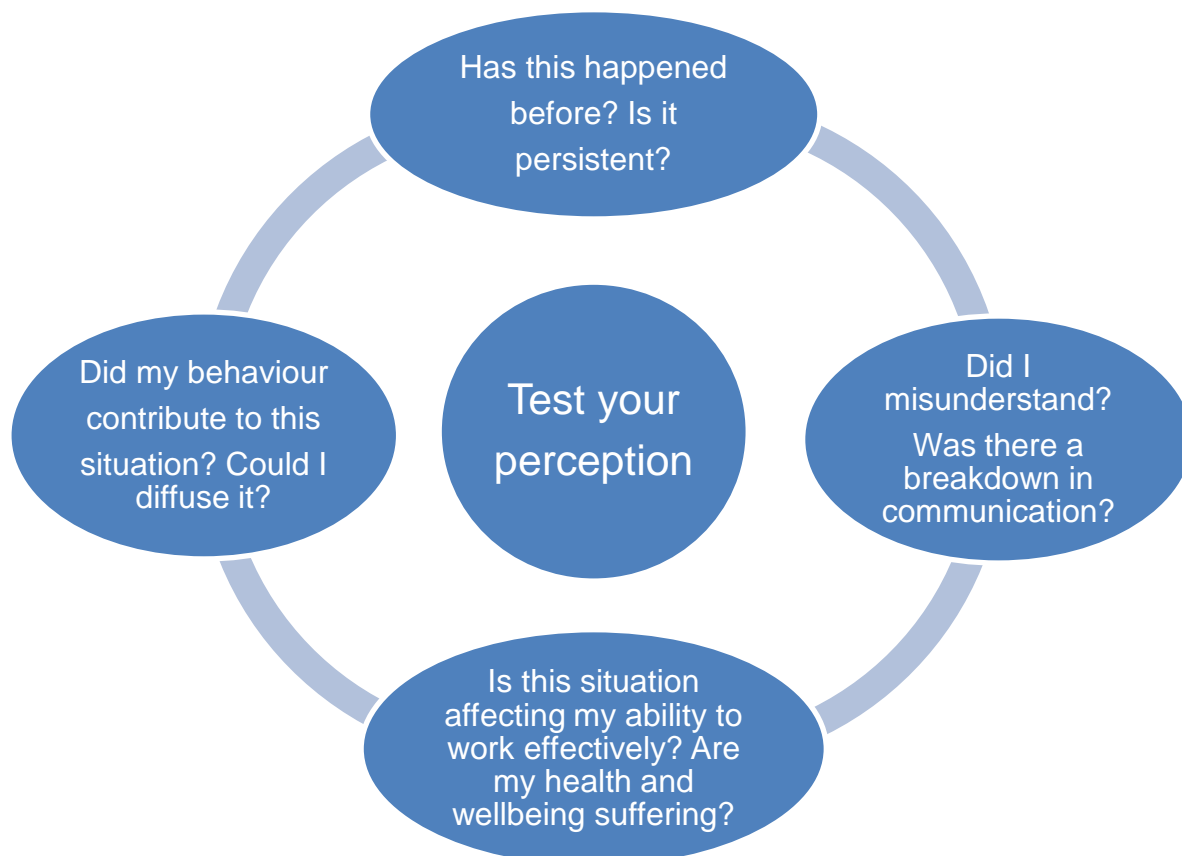 Has this happened
before? Is it
persistent?
Did my behaviour
contribute to this
situation? Could I
diffuse it?
Test your
perception
Did I
misunderstand?
Was there a
breakdown in
communication?
Is this situation
affecting my ability to
work effectively? Are
my health and
wellbeing suffering?